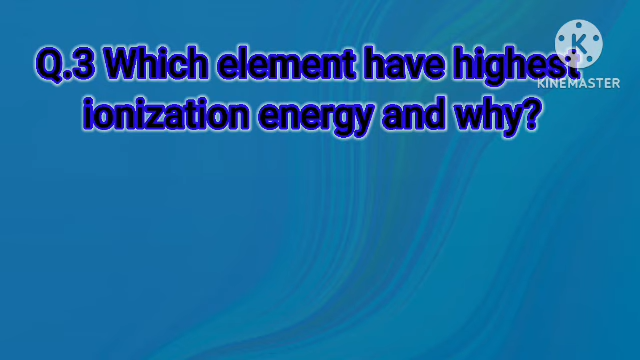 Q.3 Which element have highest
ionization energy and why?
KINEMASTER